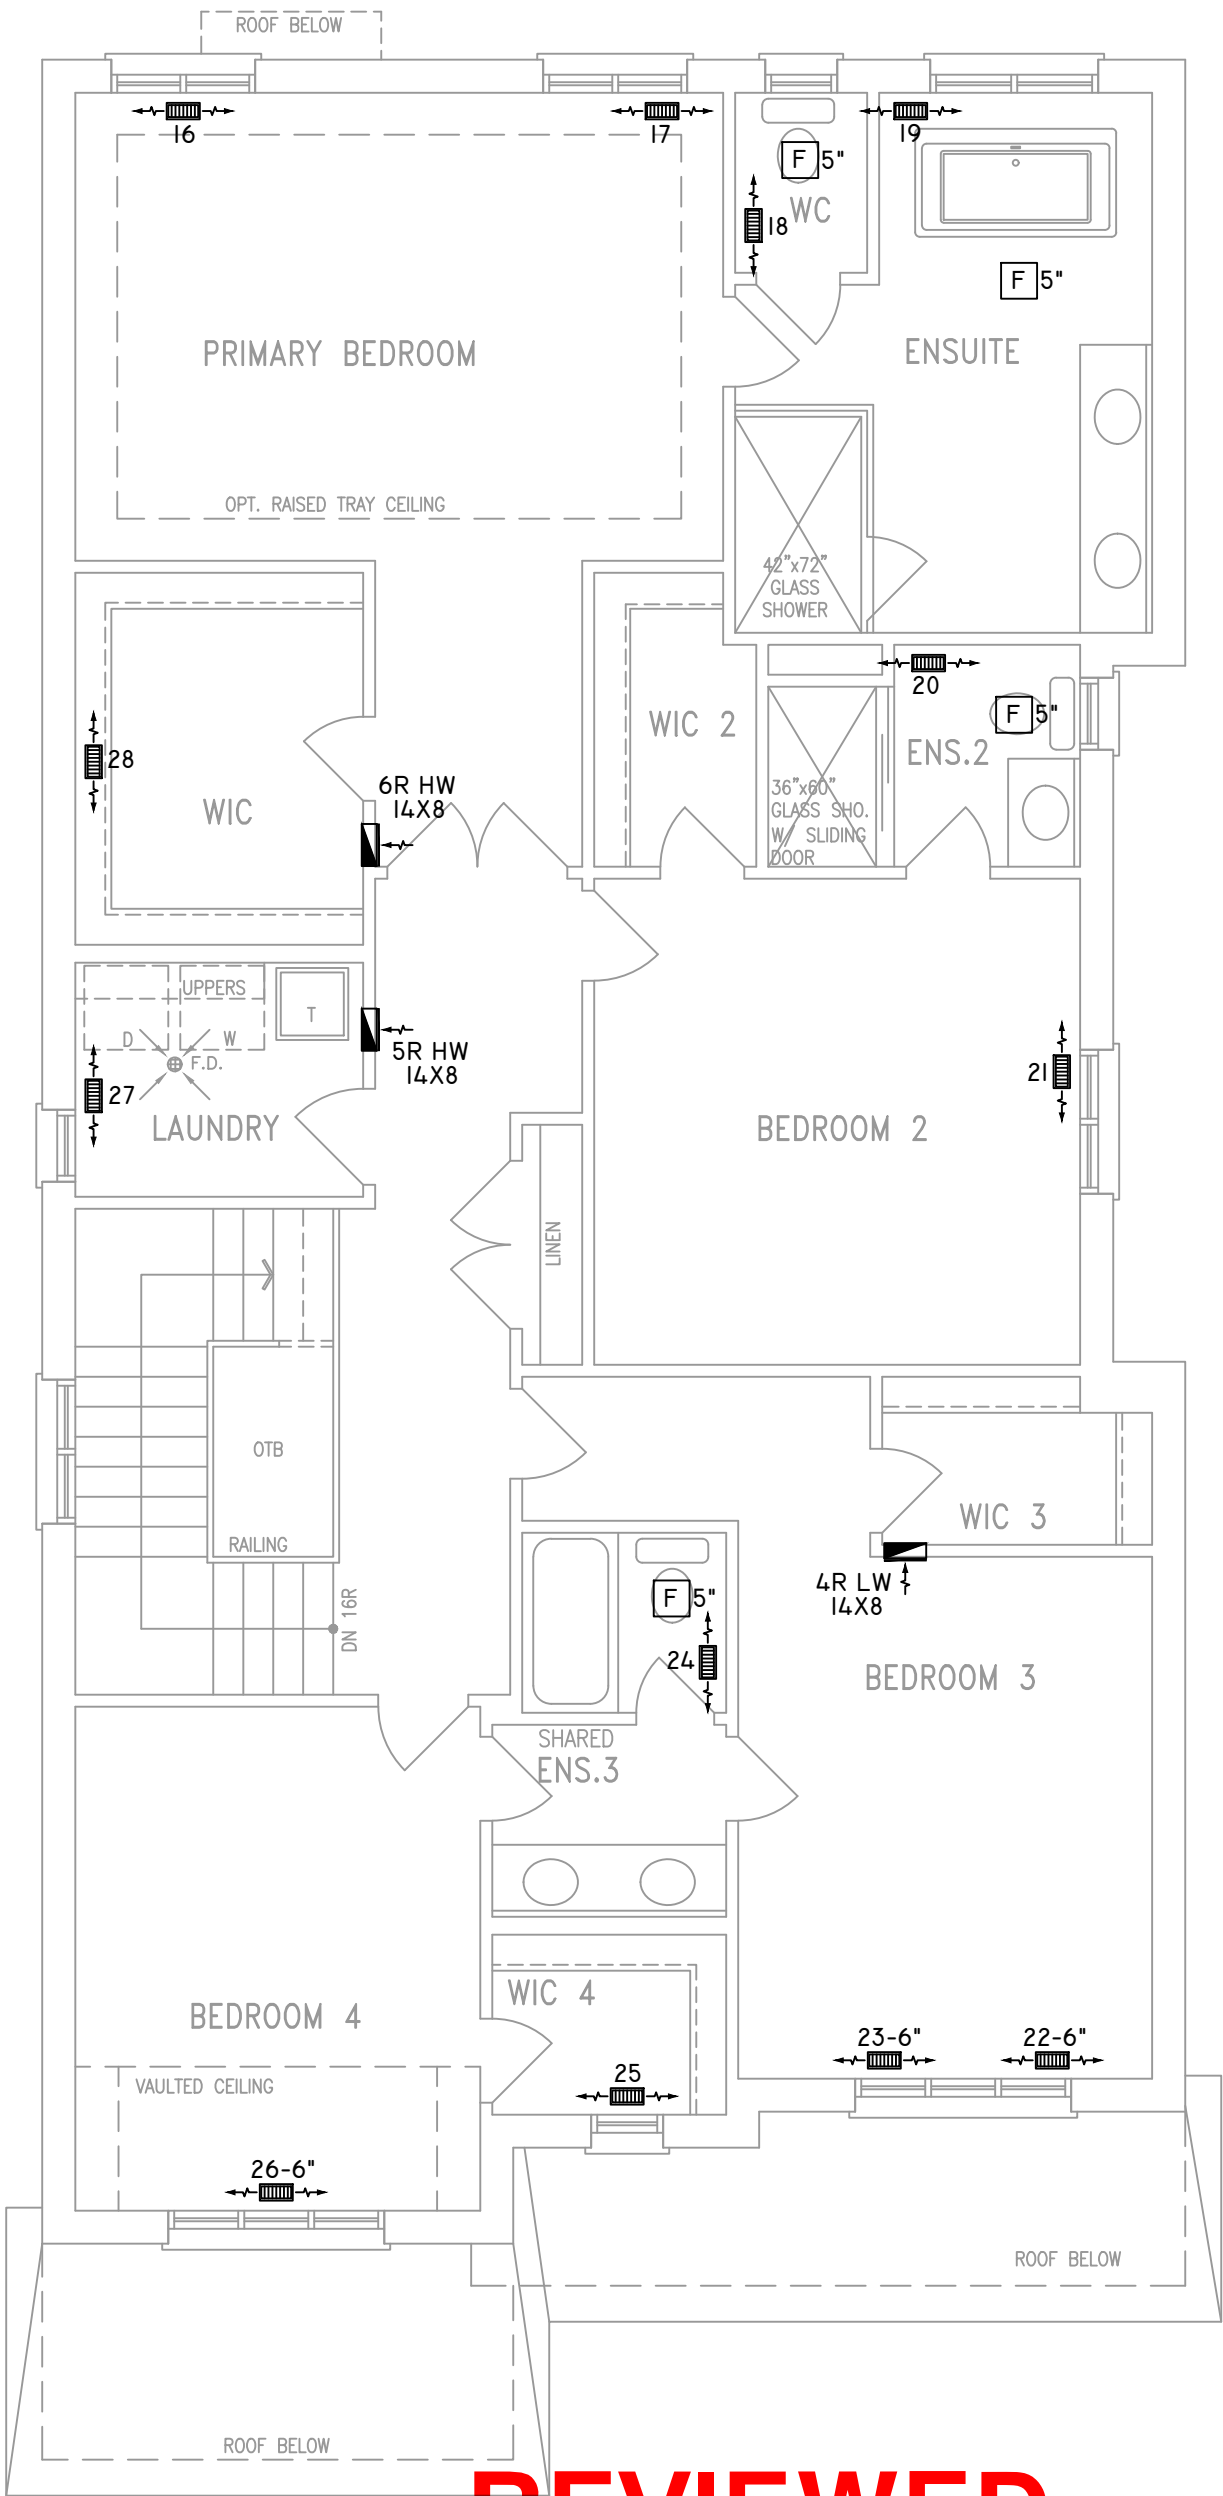 ROOF BELOW
16
17
19
F 5"
18
WC
F 5"
PRIMARY BEDROOM
ENSUITE
OPT. RAISED TRAY CEILING
42"x72"
GLASS
SHOWER
20
WIC 2
F 5"
ENS.2
28
WIC
6R HW
14X8
36"x60"
GLASS SHO.
W/ SLIDING
DOOR
UPPERS
T
D
W
F.D.
5R HW
14X8
27
LAUNDRY
21
BEDROOM 2
LINEN
OTB
RAILING
WIC 3
DN 16R
F 5"
4R LW
14X8
24
BEDROOM 3
SHARED
ENS.3
WIC 4
BEDROOM 4
23-6"
22-6"
VAULTED CEILING
25
26-6"
ROOF BELOW
ROOF BELOW
REVIEWED